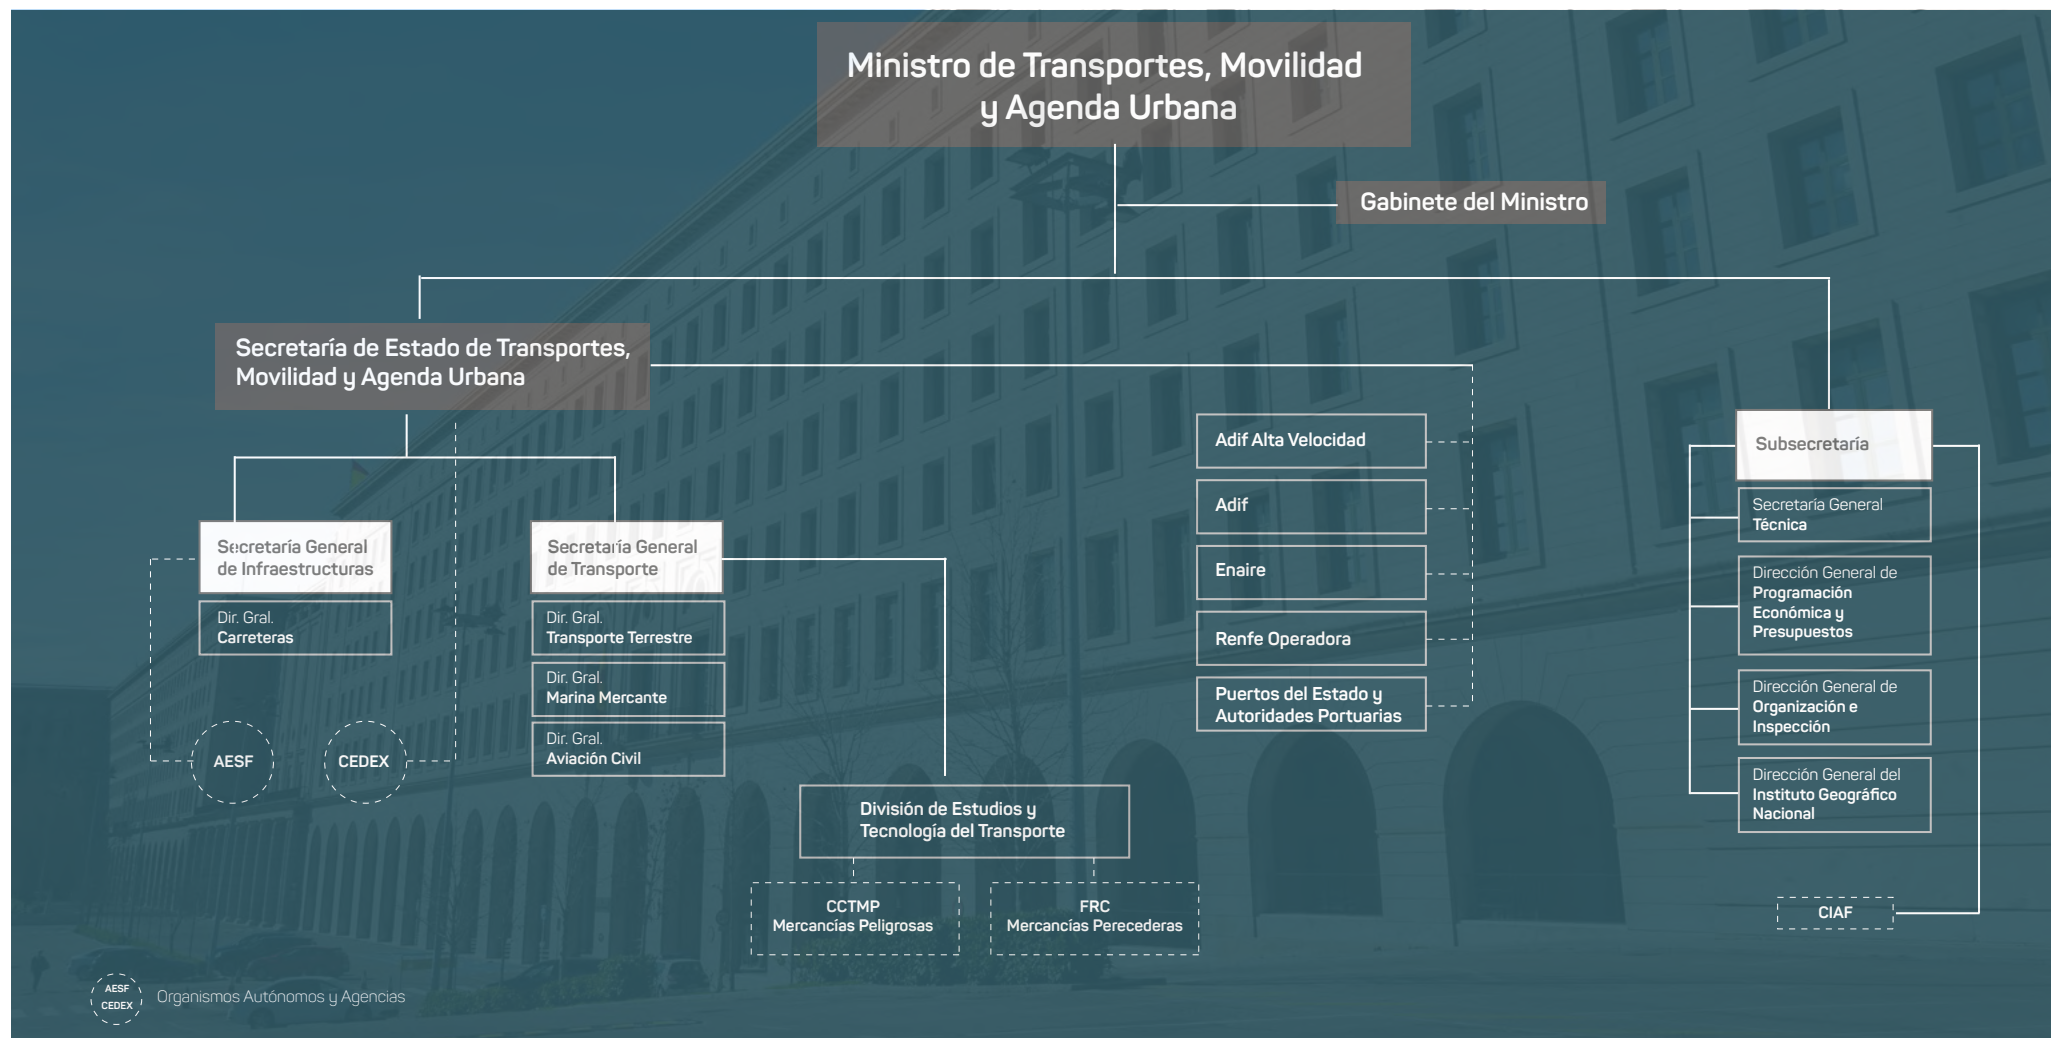 Ministro de Transportes, Movilidad
y Agenda Urbana
Gabinete del Ministro
Secretaría de Estado de Transportes,
Movilidad y Agenda Urbana
Secretaría General
de Infraestructuras
Dir. Gral.
Carreteras
AESF
CEDEX
Secretaría General
de Transporte
Dir. Gral.
Transporte Terrestre
Dir. Gral.
Marina Mercante
Dir. Gral.
Aviación Civil
División de Estudios y
Tecnología del Transporte
CCTMP
Mercancías Peligrosas
FRC
Mercancías Perecederas
Adif Alta Velocidad
Adif
Enaire
Renfe Operadora
Puertos del Estado y
Autoridades Portuarias
Subsecretaría
Secretaría General
Técnica
Dirección General de
Programación
Económica y
Presupuestos
Dirección General de
Organización e
Inspección
Dirección General del
Instituto Geográfico
Nacional
CIAF
AESF
CEDEX
Organismos Autónomos y Agencias